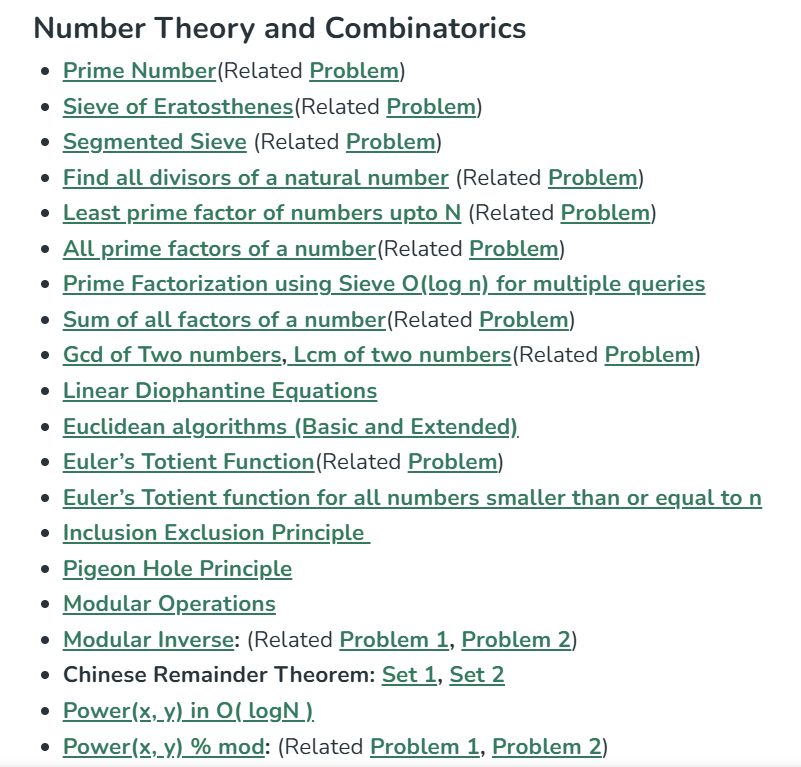 Number Theory and Combinatorics
Prime Number(Related Problem)
Sieve of Eratosthenes(Related Problem)
Segmented Sieve (Related Problem)
Find all divisors of a natural number (Related Problem)
Least prime factor of numbers upto N (Related Problem)
All prime factors of a number(Related Problem)
Prime Factorization using Sieve O(log n) for multiple queries
Sum of all factors of a number(Related Problem)
Gcd of Two numbers, Lcm of two numbers(Related Problem)
Linear Diophantine Equations
Euclidean algorithms (Basic and Extended)
Euler’s Totient Function(Related Problem)
Euler’s Totient function for all numbers smaller than or equal to n
Inclusion Exclusion Principle
Pigeon Hole Principle
Modular Operations
Modular Inverse: (Related Problem 1, Problem 2)
Chinese Remainder Theorem: Set 1, Set 2
Power(x, y) in O( logN )
Power(x, y) % mod: (Related Problem 1, Problem 2)